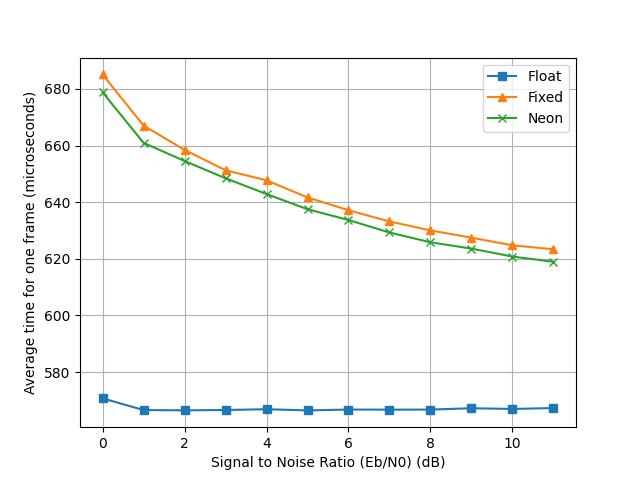 Float
Fixed
Neon
680
660
640
620
600
580
0 2 4 6 8 10
Average time for one frame (microseconds)
Signal to Noise Ratio (Eb/N0) (dB)